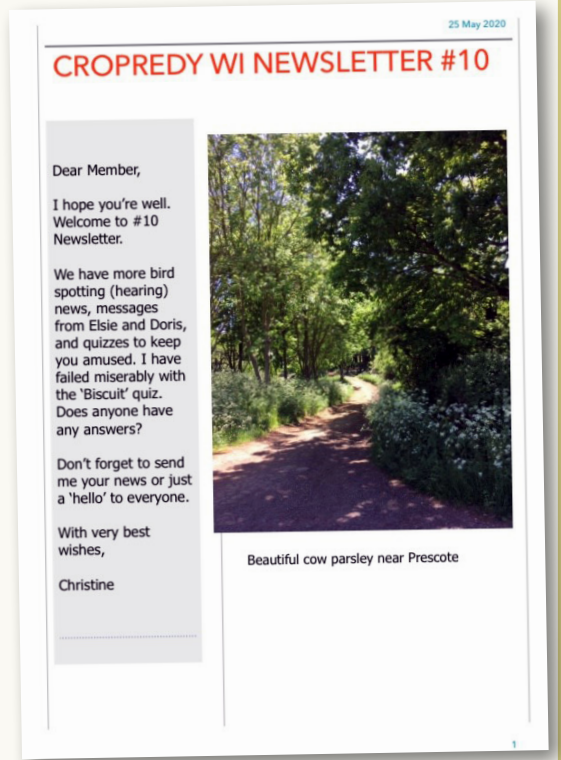 25 May 2020
CROPREDY WI NEWSLETTER #10
Dear Member,
I hope you're well.
Welcome to #10
Newsletter.
We have more bird
spotting (hearing)
news, messages
from Elsie and Doris,
and quizzes to keep
you amused. I have
failed miserably with
the ‘Biscuit’ quiz.
Does anyone have
any answers?
Don't forget to send
me your news or just
a ‘hello’ to everyone.
With very best
wishes,
Christine
Beautiful cow parsley near Prescote
1